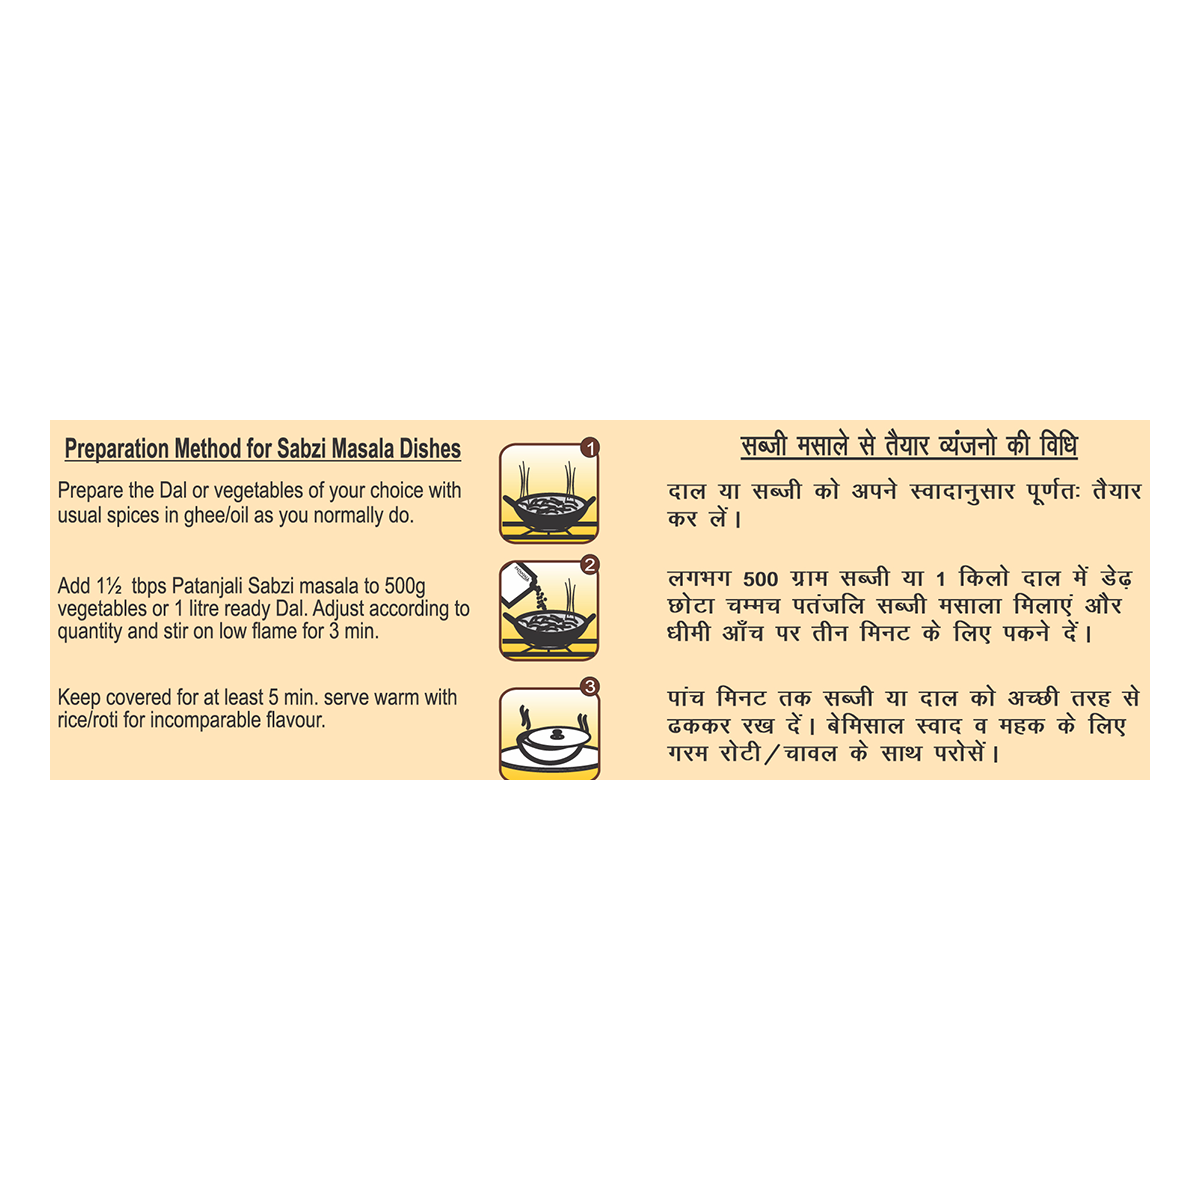 Preparation Method for Sabzi Masala Dishes
Prepare the Dal or vegetables of your choice with
usual spices in ghee/oil as you normally do.
1
Add 1½ tbps Patanjali Sabzi masala to 500g
vegetables or 1 litre ready Dal. Adjust according to
quantity and stir on low flame for 3 min.
2
Keep covered for at least 5 min. serve warm with
rice/roti for incomparable flavour.
3
सब्जी मसाले से तैयार व्यंजनो की विधि
दाल या सब्जी को अपने स्वादानुसार पूर्णतः तैयार
कर लें।
लगभग 500 ग्राम सब्जी या 1 किलो दाल में डेढ़
छोटा चम्मच पतंजलि सब्जी मसाला मिलाएं और
धीमी आँच पर तीन मिनट के लिए पकने दें।
पांच मिनट तक सब्जी या दाल को अच्छी तरह से
ढककर रख दें। बेमिसाल स्वाद व महक के लिए
गरम रोटी/चावल के साथ परोसें।